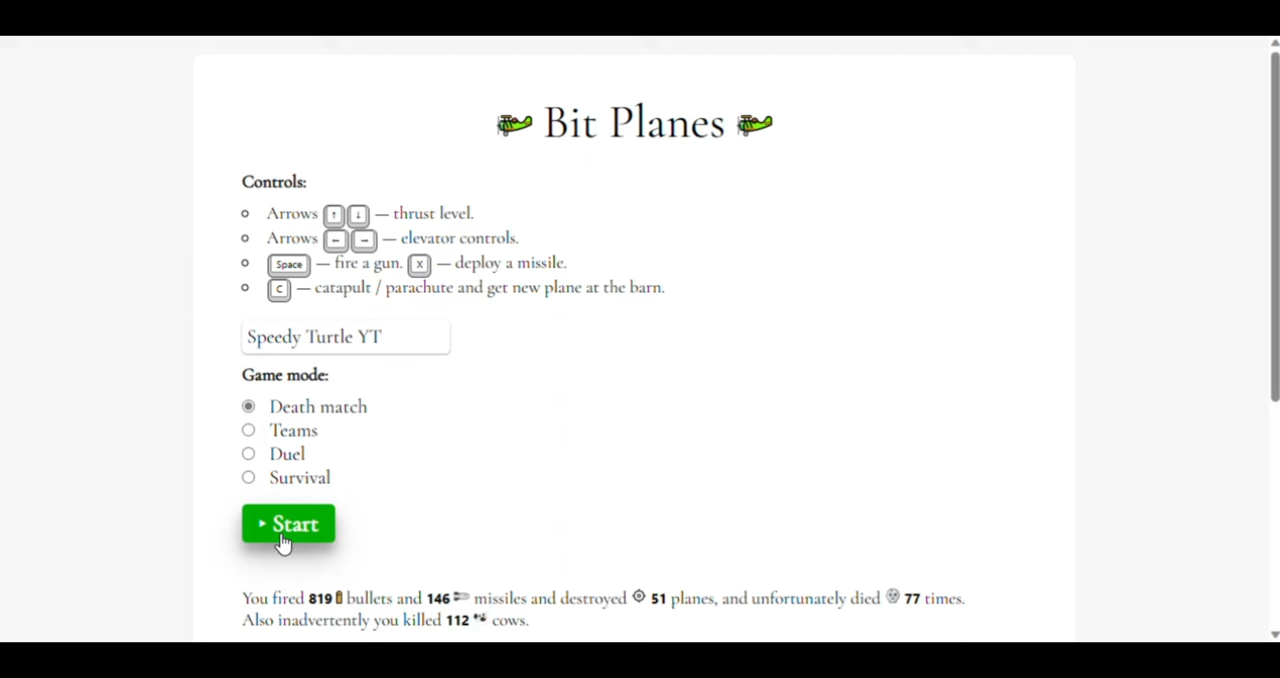 Bit Planes
Controls:
Arrows ↑ ↓ — thrust level.
Arrows ← → — elevator controls.
Space — fire a gun. X — deploy a missile.
C — catapult / parachute and get new plane at the barn.
Speedy Turtle YT
Game mode:
Death match
Teams
Duel
Survival
Start
You fired 819 bullets and 146 missiles and destroyed 51 planes, and unfortunately died 77 times.
Also inadvertently you killed 112 cows.